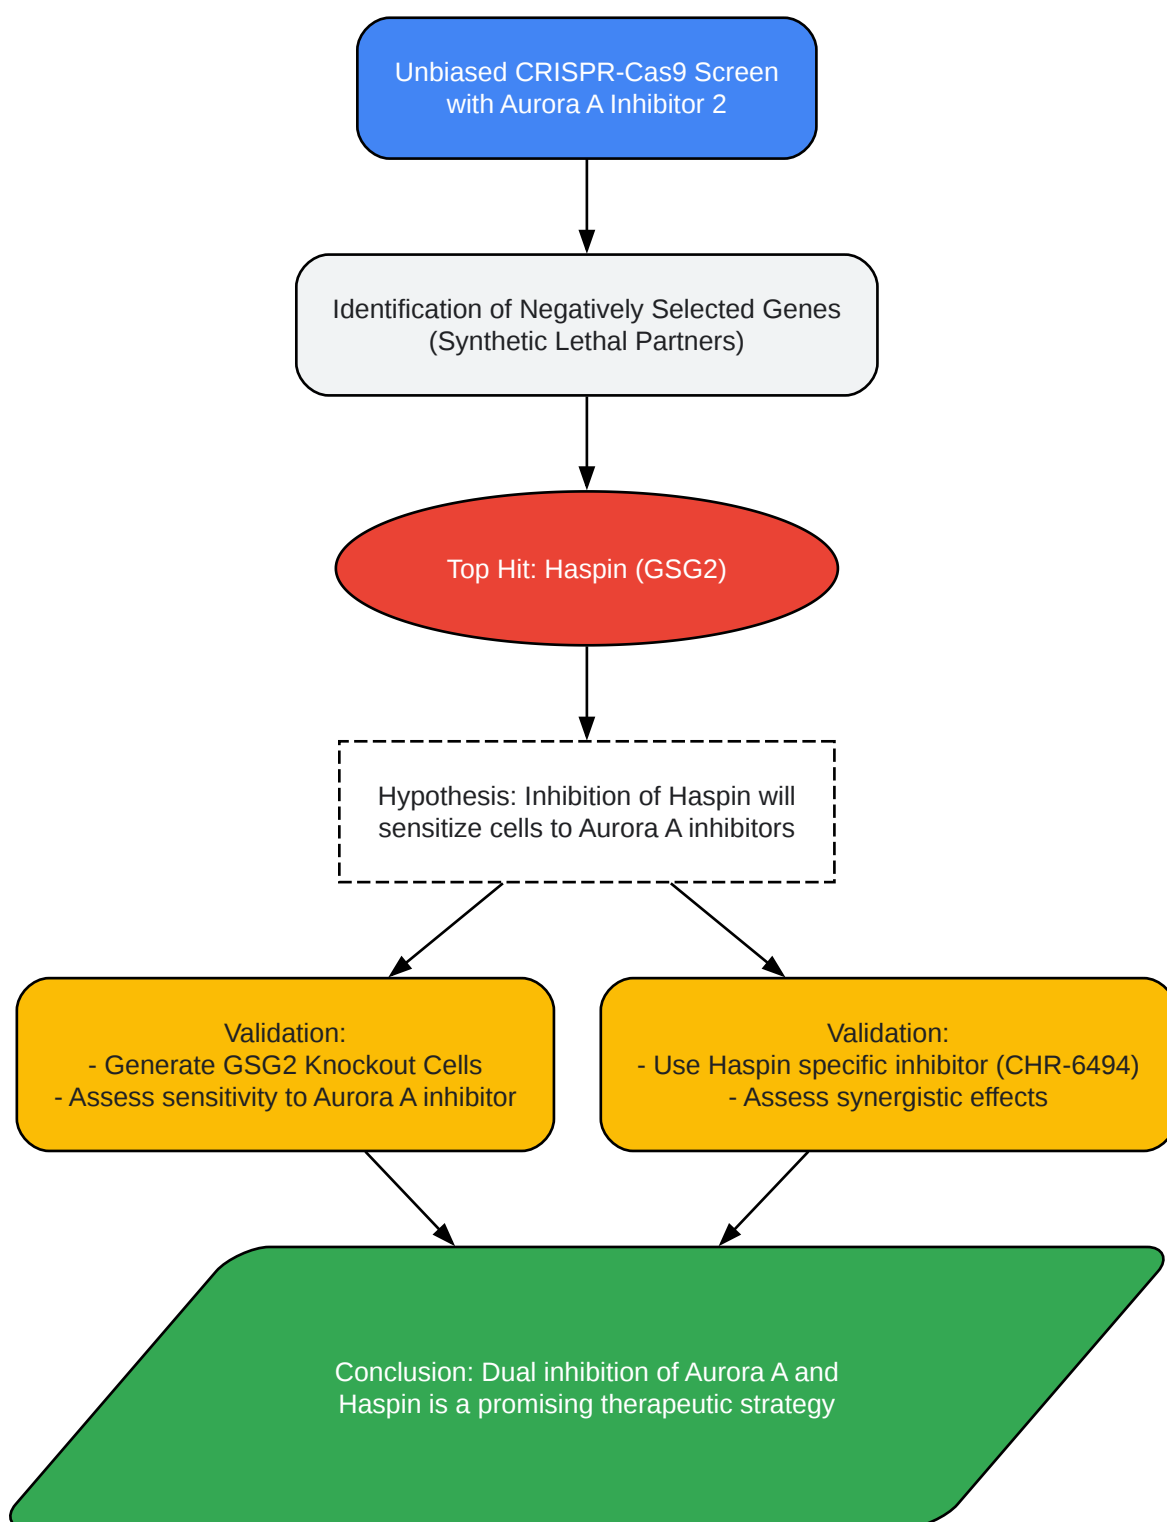 Unbiased CRISPR-Cas9 Screen
with Aurora A Inhibitor 2
Identification of Negatively Selected Genes
(Synthetic Lethal Partners)
Top Hit: Haspin (GSG2)
Hypothesis: Inhibition of Haspin will
sensitize cells to Aurora A inhibitors
Validation:
- Generate GSG2 Knockout Cells
- Assess sensitivity to Aurora A inhibitor
Validation:
- Use Haspin specific inhibitor (CHR-6494)
- Assess synergistic effects
Conclusion: Dual inhibition of Aurora A and
Haspin is a promising therapeutic strategy